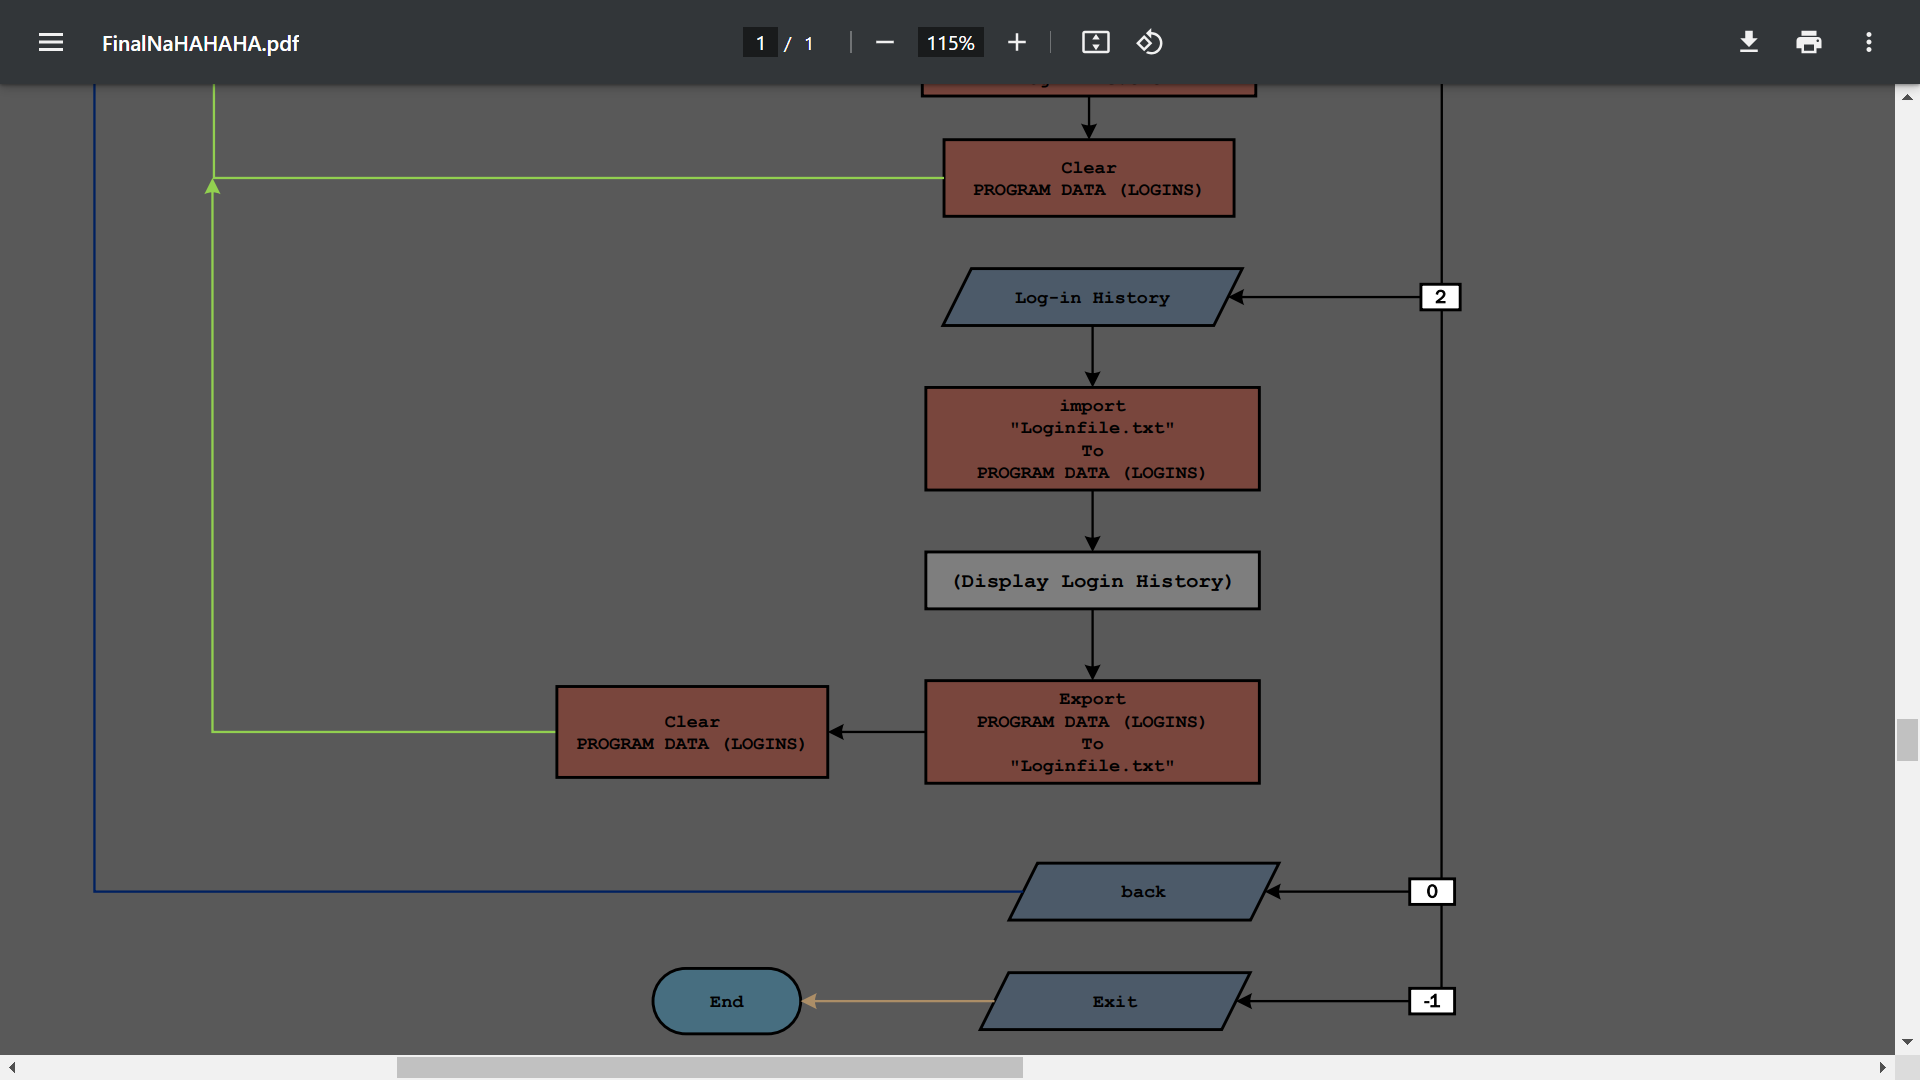 FinalNaHAHAHA.pdf
1 / 1
115%
Clear
PROGRAM DATA (LOGINS)
Log-in History
2
import
"Loginfile.txt"
To
PROGRAM DATA (LOGINS)
(Display Login History)
Clear
PROGRAM DATA (LOGINS)
Export
PROGRAM DATA (LOGINS)
To
"Loginfile.txt"
back
0
End
Exit
-1